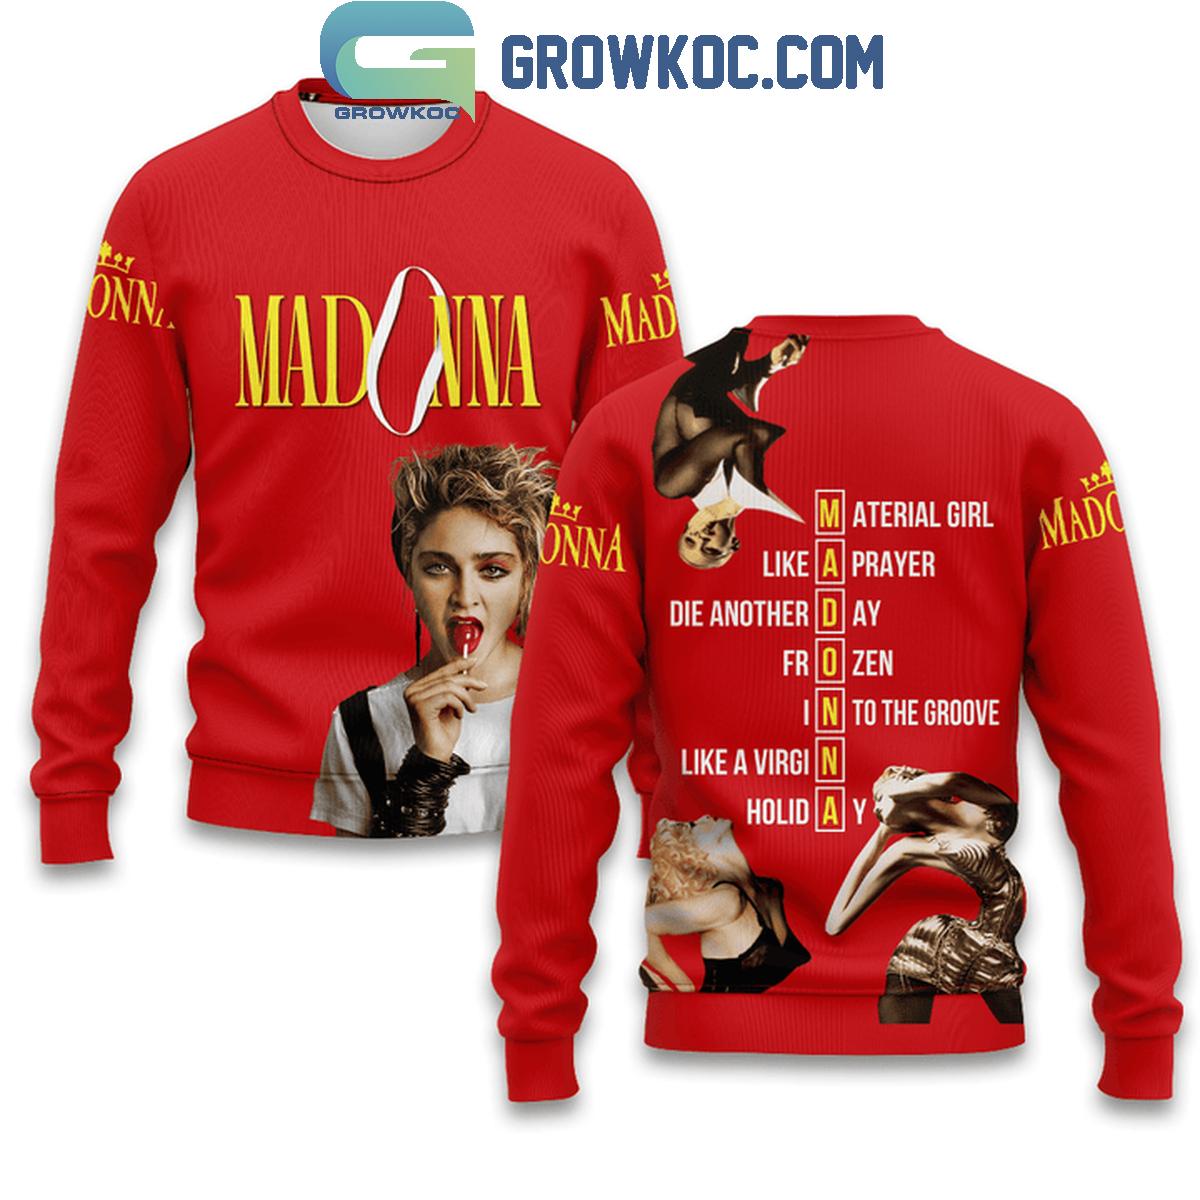 GROWKOC.COM
GROWKOC
MADONNA
ONNA
MAD
ONNA
MADO
MATERIAL GIRL
LIKE A PRAYER
DIE ANOTHER DAY
FROZEN
INTO THE GROOVE
LIKE A VIRGIN
HOLIDAY